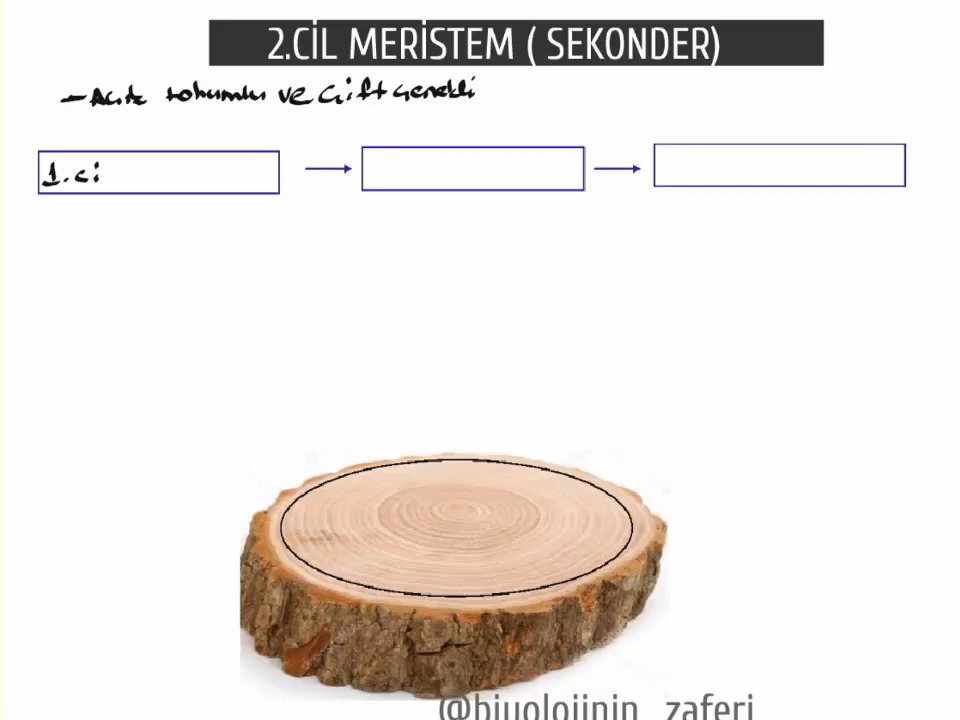 2.CİL MERİSTEM ( SEKONDER)
– Açık tohumlu ve Çift Çenekli
1.ci
@biyolojinin_zaferi